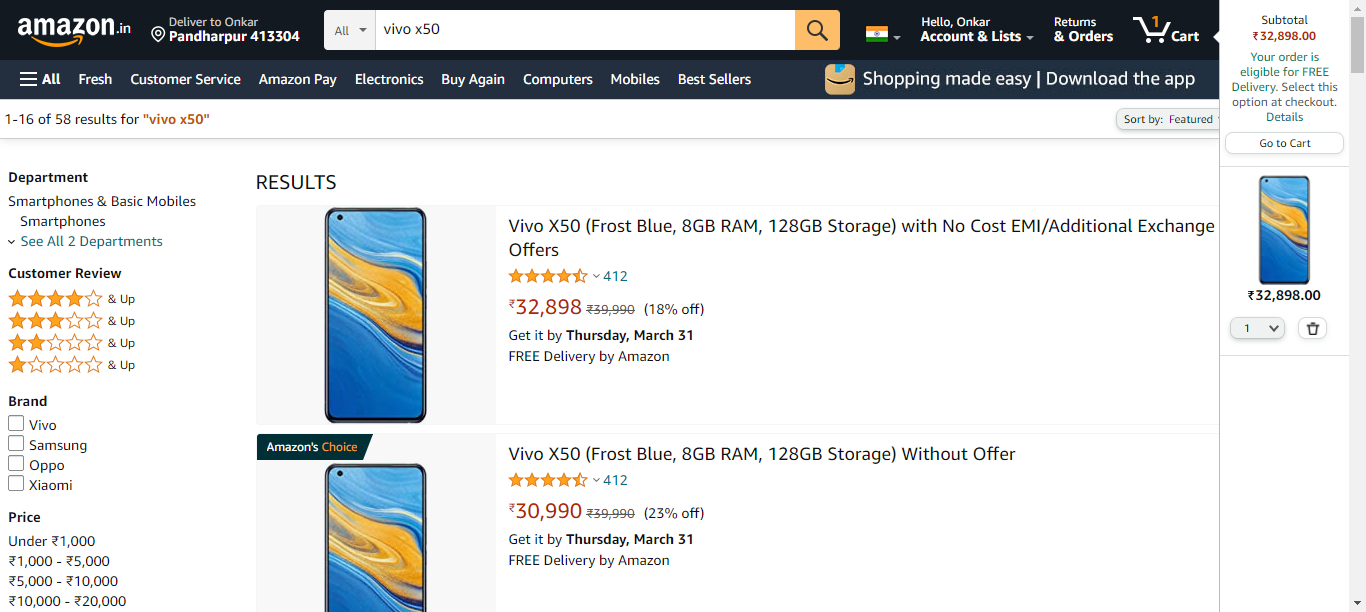 amazon.in
Deliver to Onkar
Pandharpur 413304
All
vivo x50
Hello, Onkar
Account & Lists
Returns
& Orders
1
Cart
All
Fresh
Customer Service
Amazon Pay
Electronics
Buy Again
Computers
Mobiles
Best Sellers
Shopping made easy | Download the app
1-16 of 58 results for "vivo x50"
Sort by: Featured
Department
Smartphones & Basic Mobiles
Smartphones
See All 2 Departments
Customer Review
& Up
& Up
& Up
& Up
Brand
Vivo
Samsung
Oppo
Xiaomi
Price
Under ₹1,000
₹1,000 - ₹5,000
₹5,000 - ₹10,000
₹10,000 - ₹20,000
RESULTS
Vivo X50 (Frost Blue, 8GB RAM, 128GB Storage) with No Cost EMI/Additional Exchange
Offers
412
₹32,898 ₹39,990 (18% off)
Get it by Thursday, March 31
FREE Delivery by Amazon
Amazon's Choice
Vivo X50 (Frost Blue, 8GB RAM, 128GB Storage) Without Offer
412
₹30,990 ₹39,990 (23% off)
Get it by Thursday, March 31
FREE Delivery by Amazon
Subtotal
₹32,898.00
Your order is
eligible for FREE
Delivery. Select this
option at checkout.
Details
Go to Cart
₹32,898.00
1